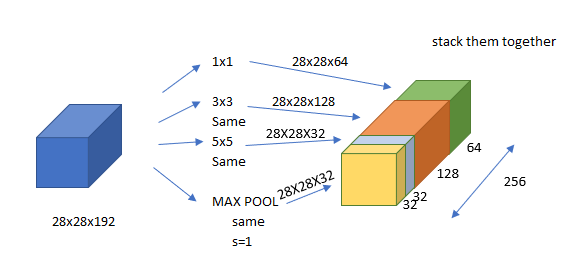 stack them together
1x1
28x28x64
3x3
Same
28x28x128
5x5
Same
28X28X32
MAX POOL
same
s=1
28X28X32
28x28x192
64
128
32
32
256